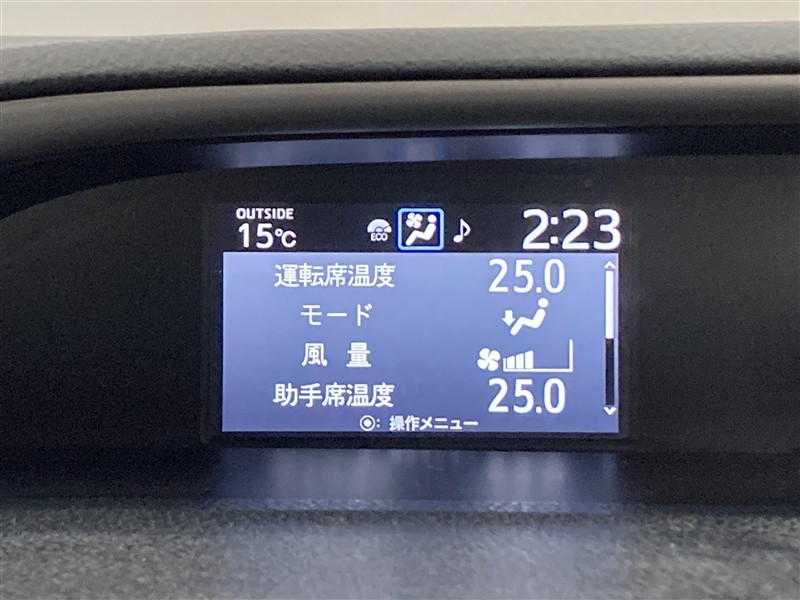 OUTSIDE
15℃ ECO 2:23
運転席温度 25.0
モード
風量
助手席温度 25.0
◉: 操作メニュー